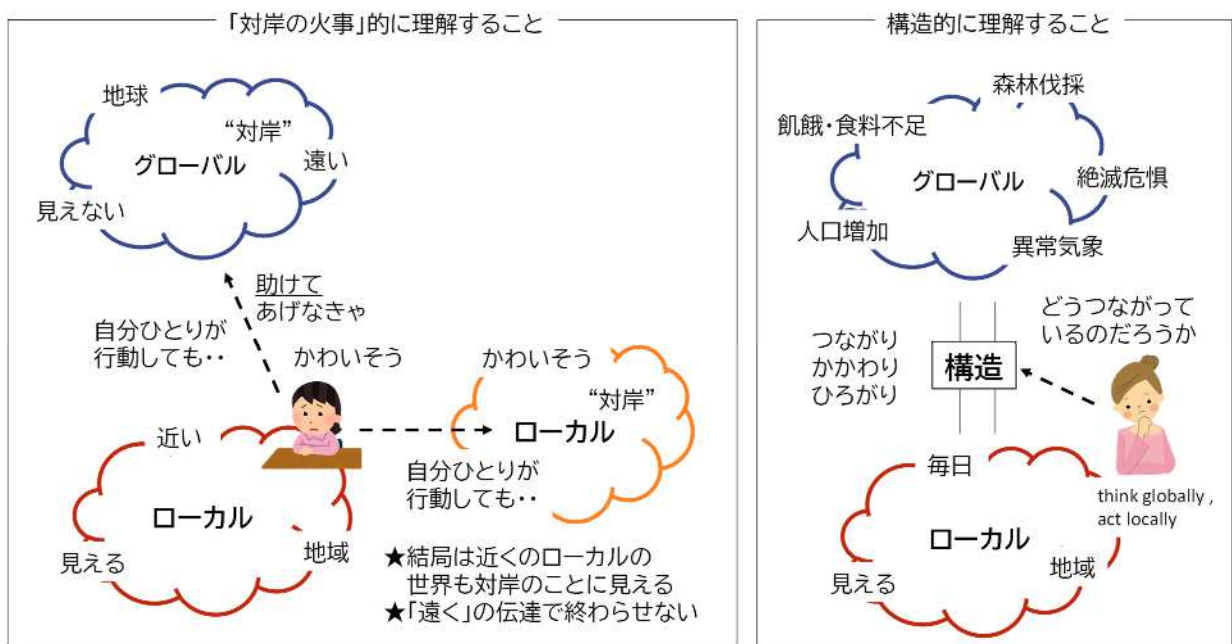 「対岸の火事」的に理解すること
地球
“対岸”
グローバル
遠い
見えない
助けて
あげなきゃ
自分ひとりが
行動しても・・
かわいそう
かわいそう
“対岸”
ローカル
自分ひとりが
行動しても・・
近い
ローカル
見える
地域
★結局は近くのローカルの
世界も対岸のことに見える
★「遠く」の伝達で終わらせない
構造的に理解すること
森林伐採
飢餓・食料不足
グローバル
絶滅危惧
人口増加
異常気象
どうつながって
いるのだろうか
つながり
かかわり
ひろがり
構造
毎日
think globally ,
act locally
ローカル
見える
地域